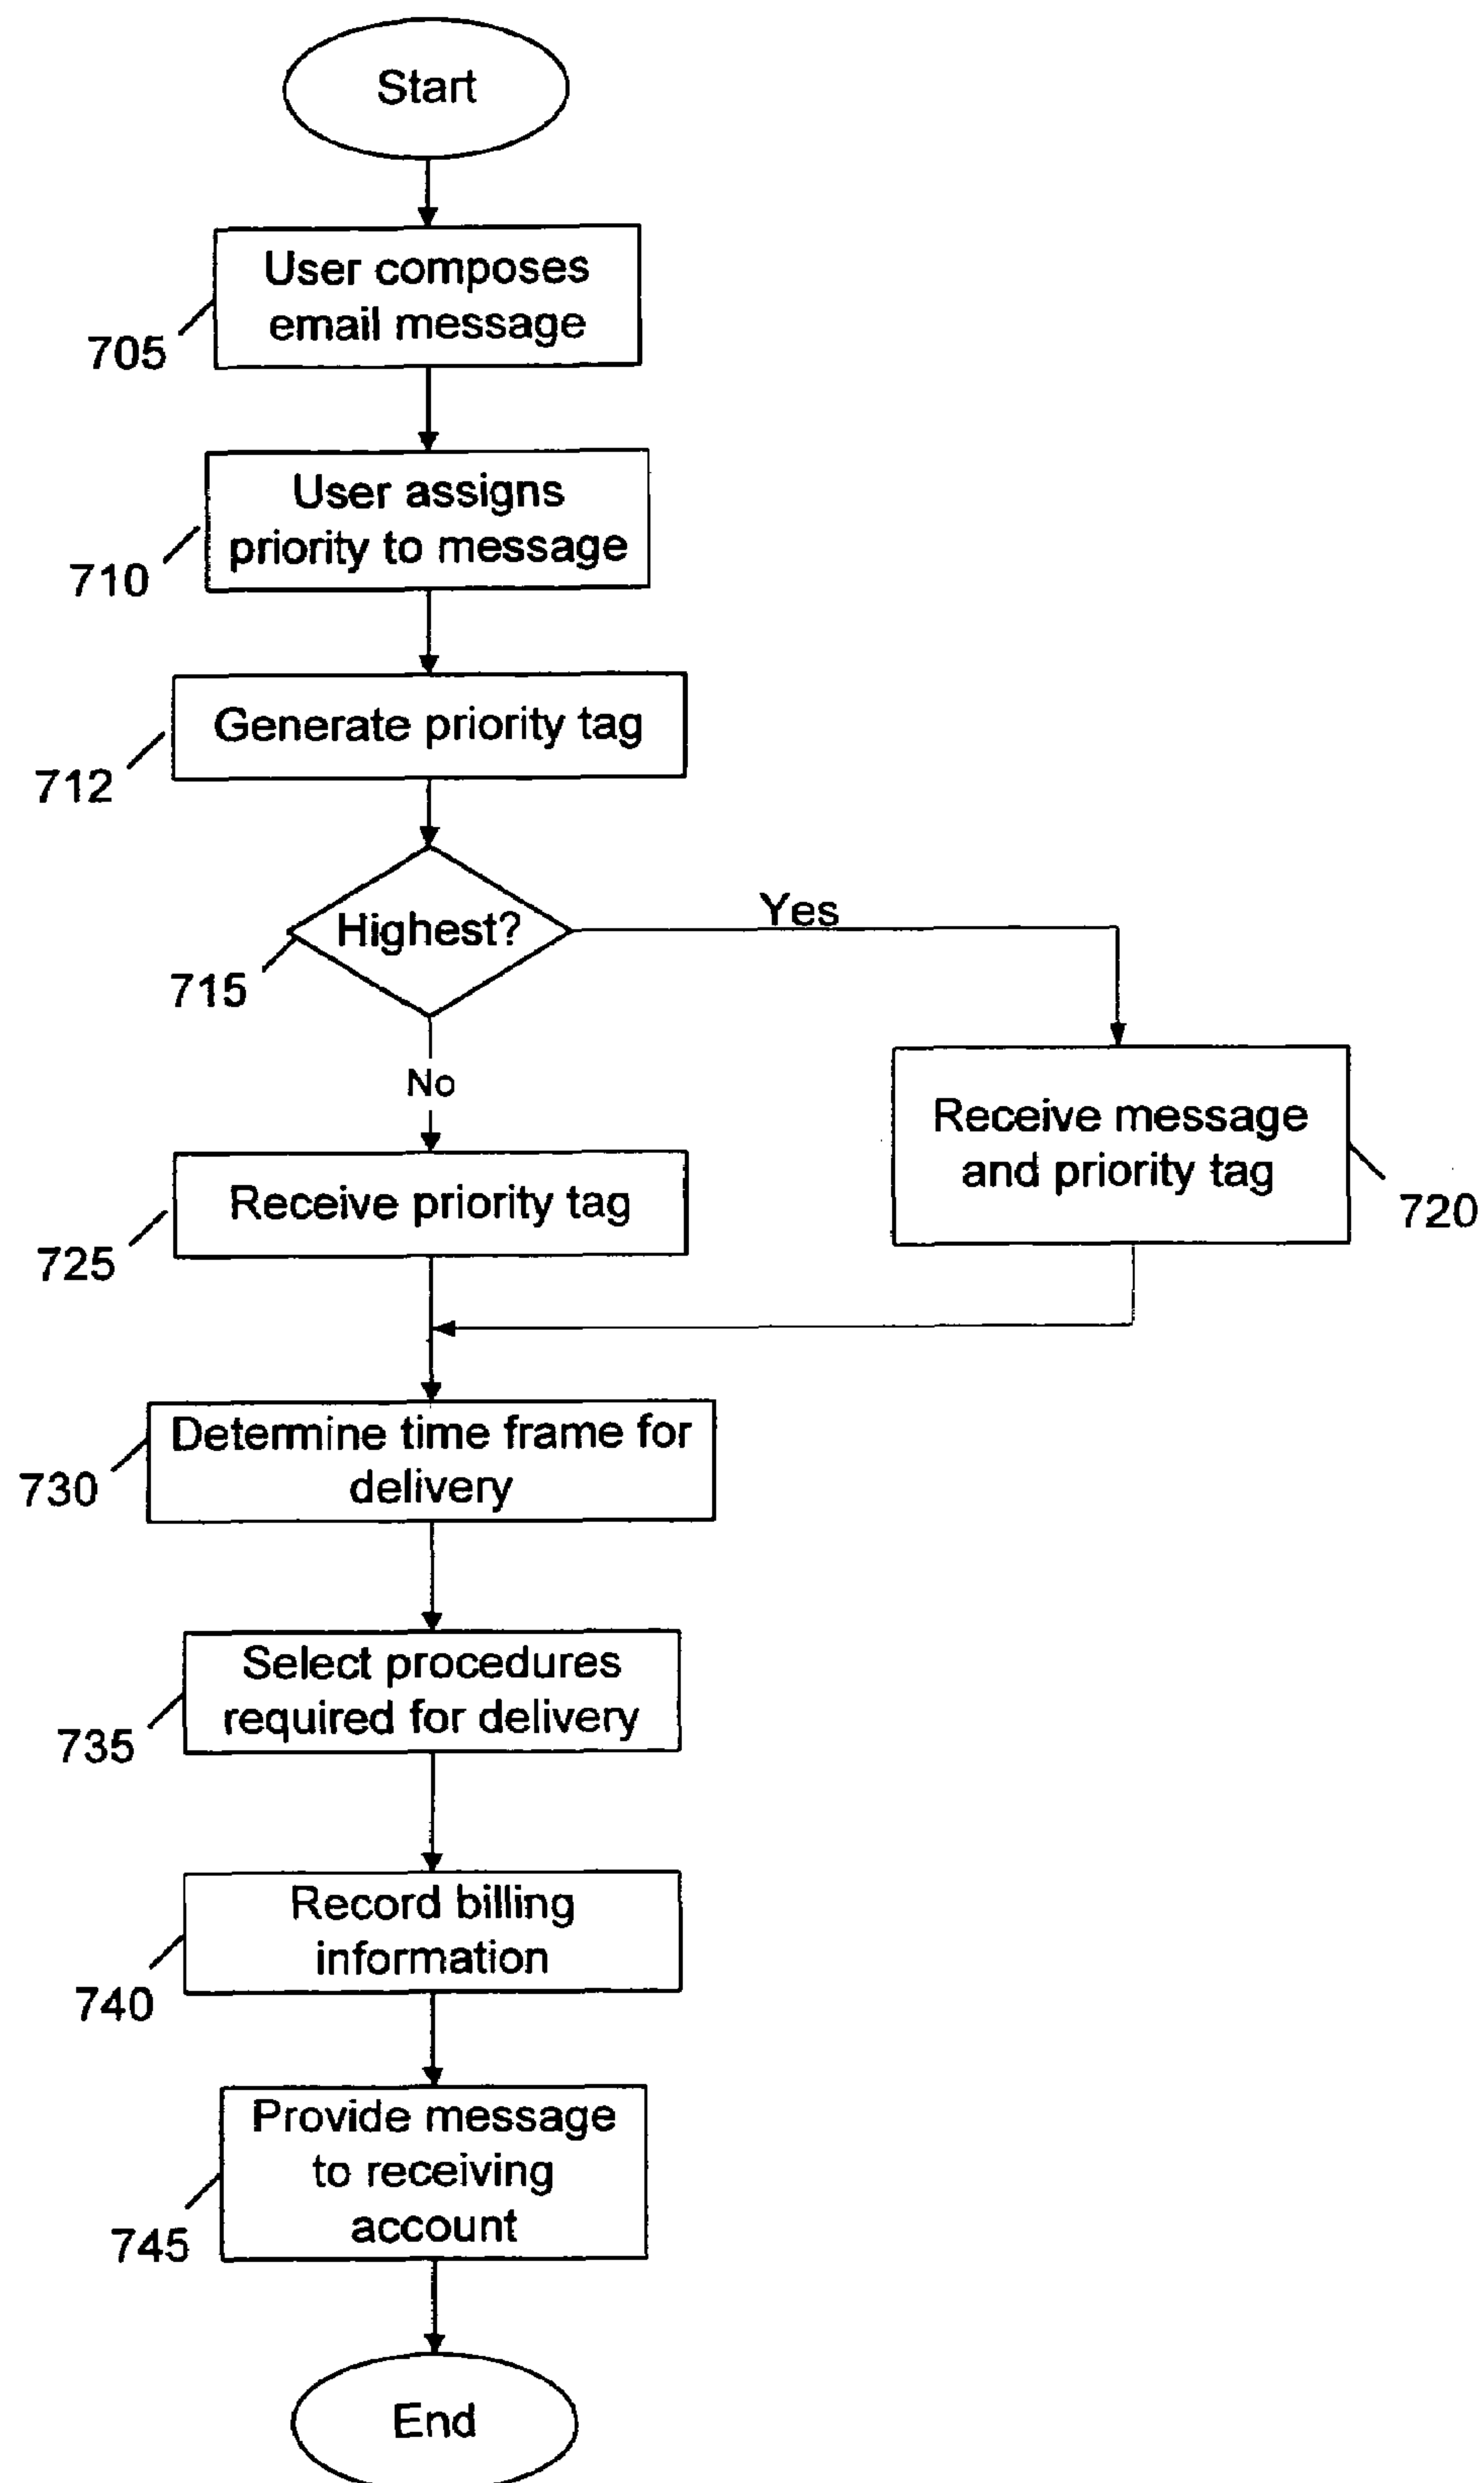 Start
User composes
email message
705
User assigns
priority to message
710
Generate priority tag
712
Highest?
715
Yes
No
Receive message
and priority tag
720
Receive priority tag
725
Determine time frame for
delivery
730
Select procedures
required for delivery
735
Record billing
information
740
Provide message
to receiving
account
745
End